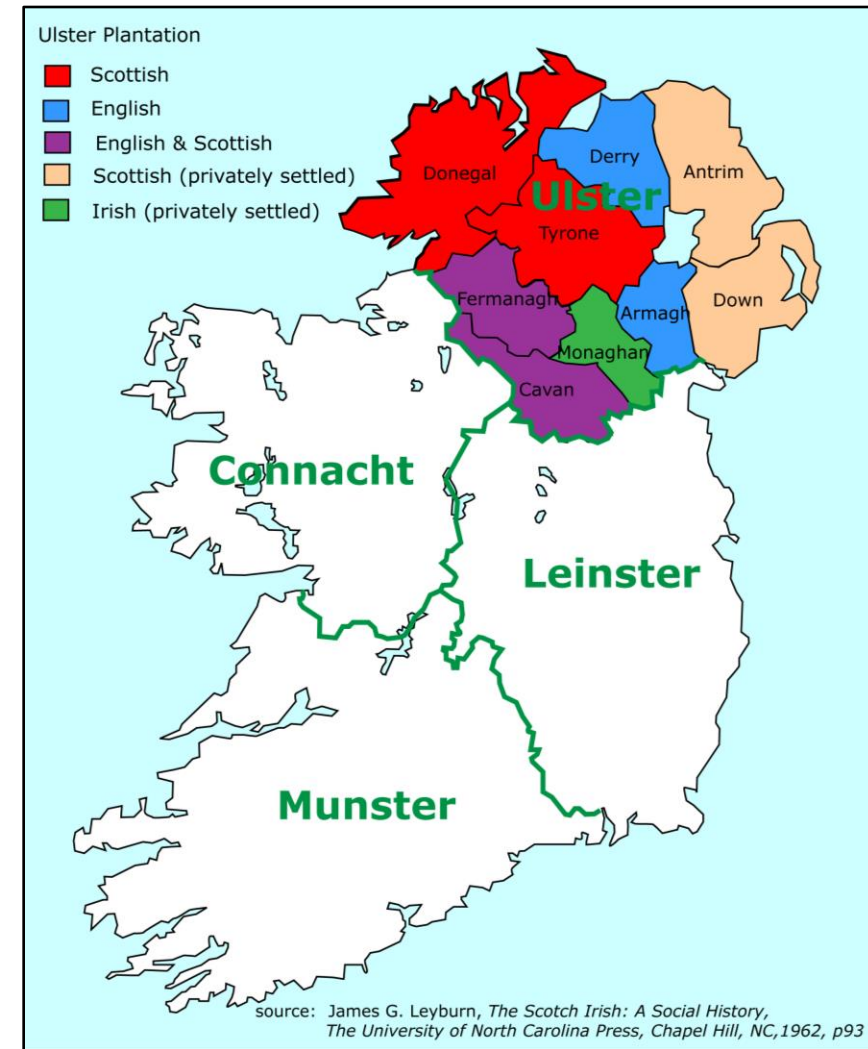 Ulster Plantation
Scottish
English
English & Scottish
Scottish (privately settled)
Irish (privately settled)
Donegal
Derry
Antrim
Ulster
Tyrone
Fermanagh
Armagh
Down
Monaghan
Cavan
Connacht
Leinster
Munster
source: James G. Leyburn, The Scotch Irish: A Social History,
The University of North Carolina Press, Chapel Hill, NC,1962, p93